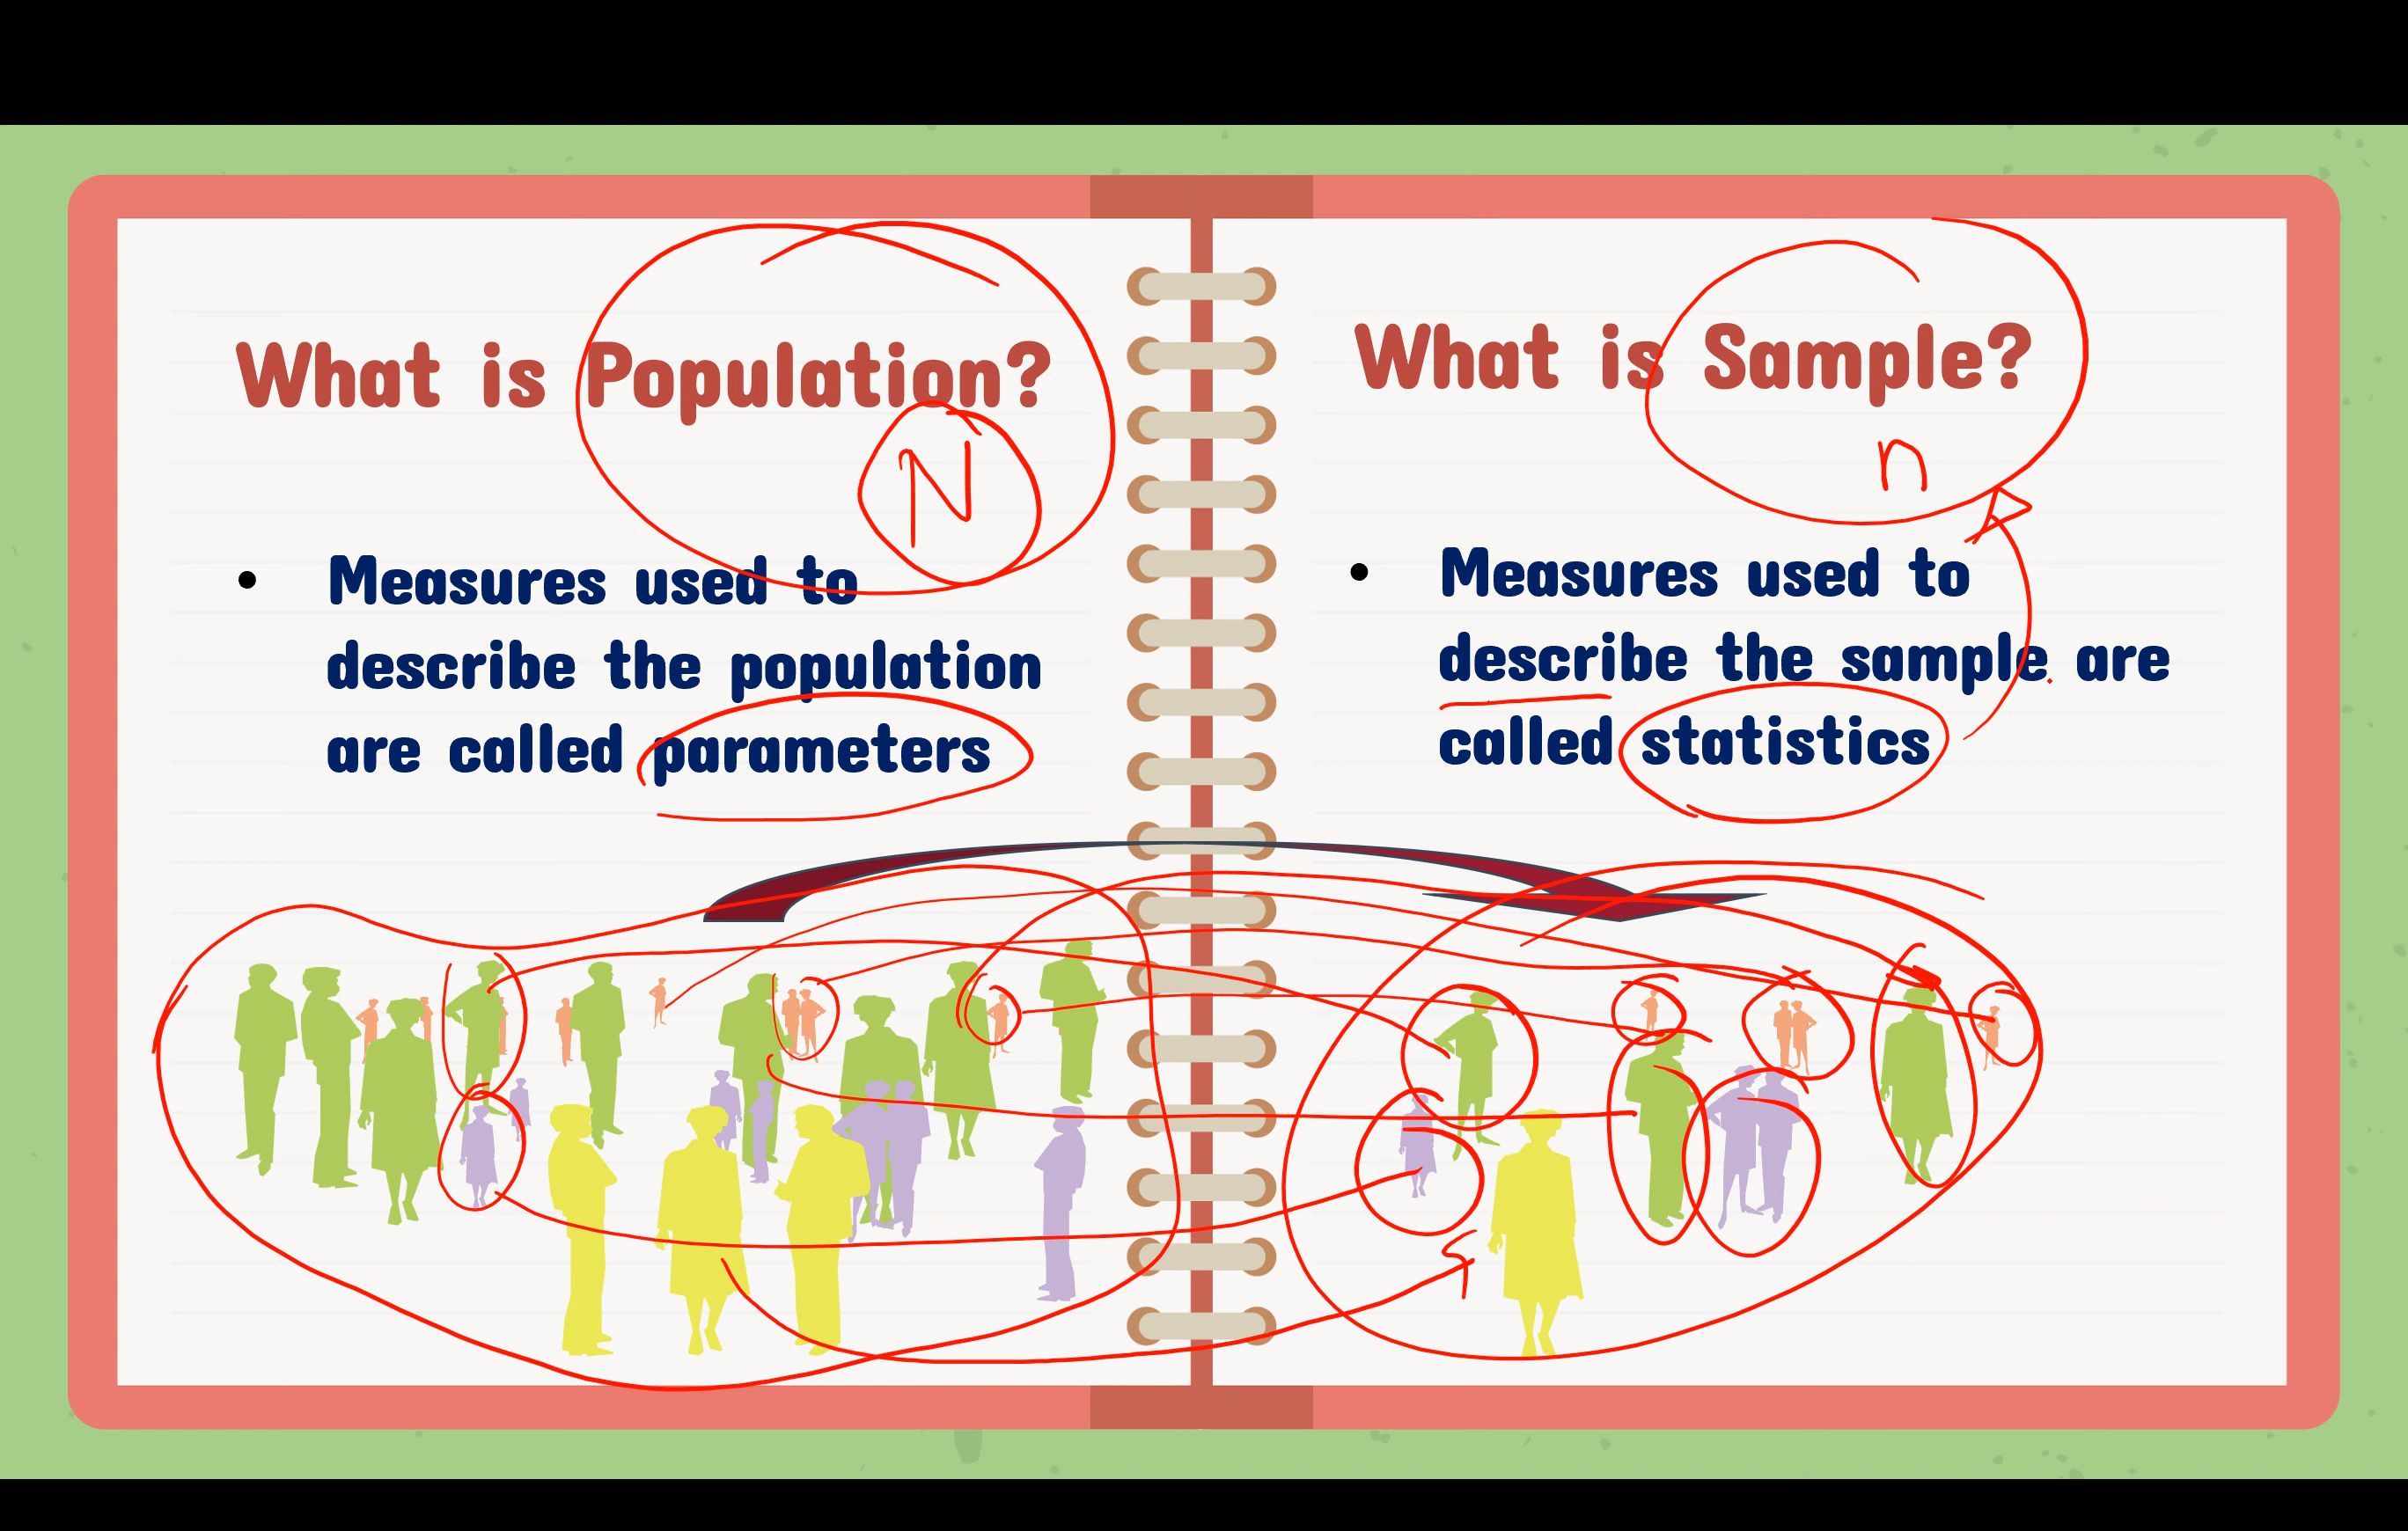 What is Population?
N
• Measures used to
describe the population
are called parameters
What is Sample?
n
• Measures used to
describe the sample are
called statistics